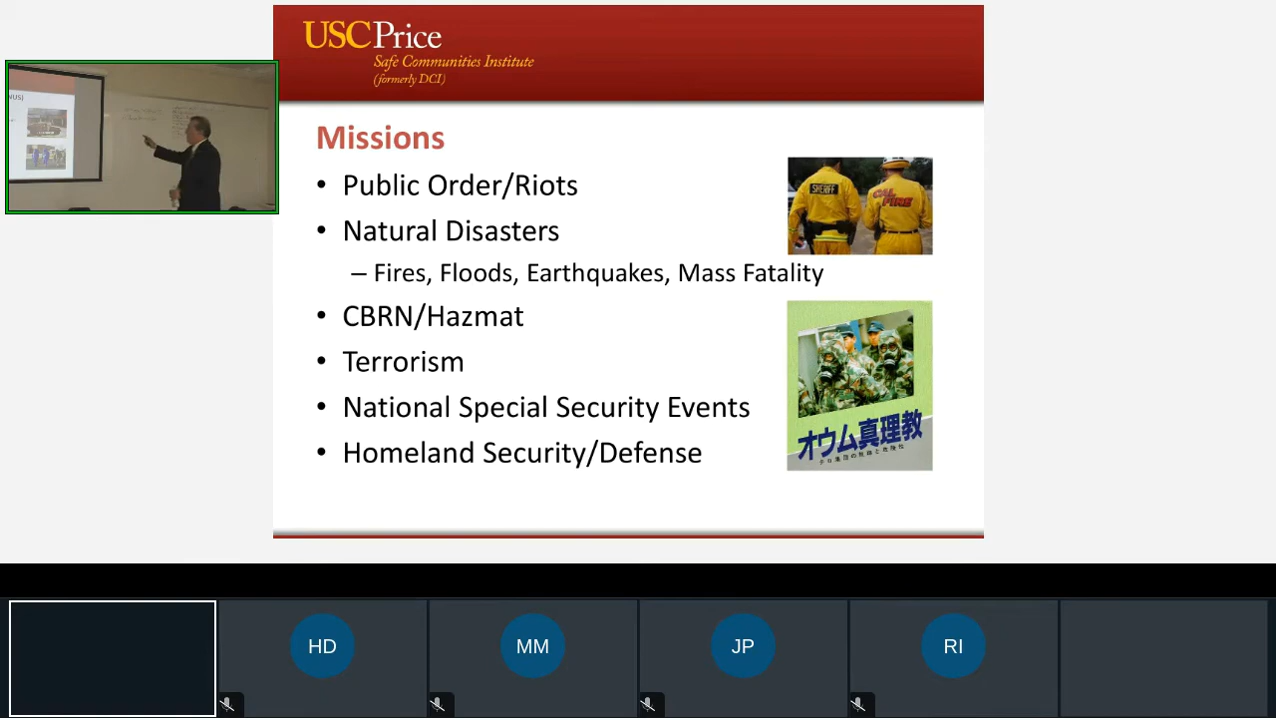 USC Price
Safe Communities Institute
(formerly DCI)
NUS)
Missions
• Public Order/Riots
• Natural Disasters
– Fires, Floods, Earthquakes, Mass Fatality
• CBRN/Hazmat
• Terrorism
• National Special Security Events
• Homeland Security/Defense
SHERIFF
CAL
FIRE
オウム真理教
HD
MM
JP
RI